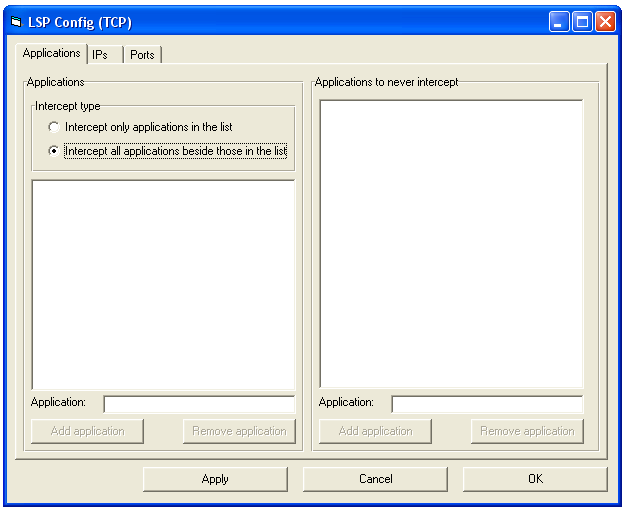 LSP Config (TCP)
Applications IPs Ports
Applications
Intercept type
Intercept only applications in the list
Intercept all applications beside those in the list
Application:
Add application Remove application
Applications to never intercept
Application:
Add application Remove application
Apply Cancel OK